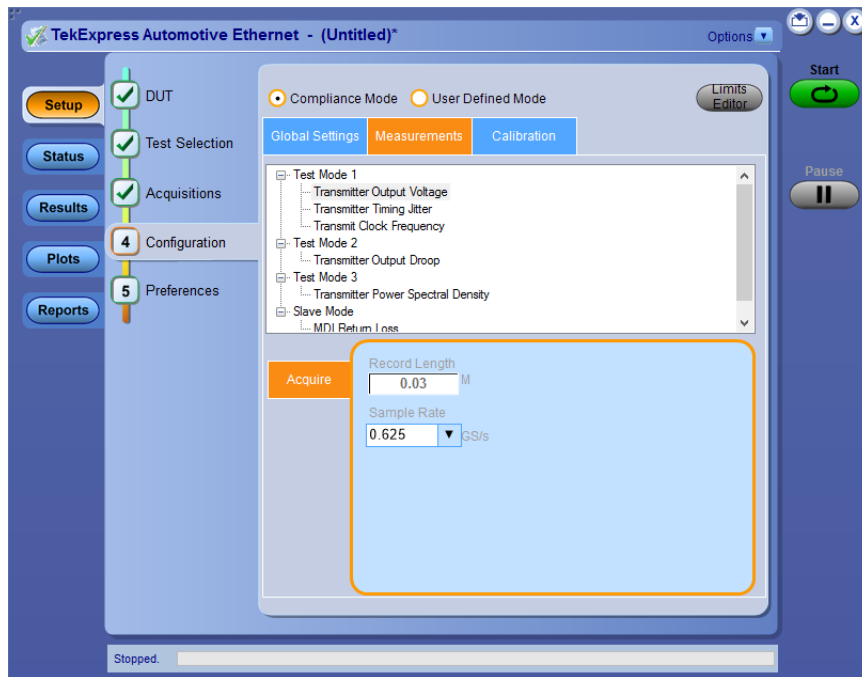 TekExpress Automotive Ethernet - (Untitled)*
Options
Start
Pause
Setup
Status
Results
Plots
Reports
DUT
Test Selection
Acquisitions
4 Configuration
5 Preferences
Compliance Mode User Defined Mode
Limits
Editor
Global Settings Measurements Calibration
Test Mode 1
Transmitter Output Voltage
Transmitter Timing Jitter
Transmit Clock Frequency
Test Mode 2
Transmitter Output Droop
Test Mode 3
Transmitter Power Spectral Density
Slave Mode
MDI Return Loss
Acquire
Record Length
0.03 M
Sample Rate
0.625 GS/s
Stopped.